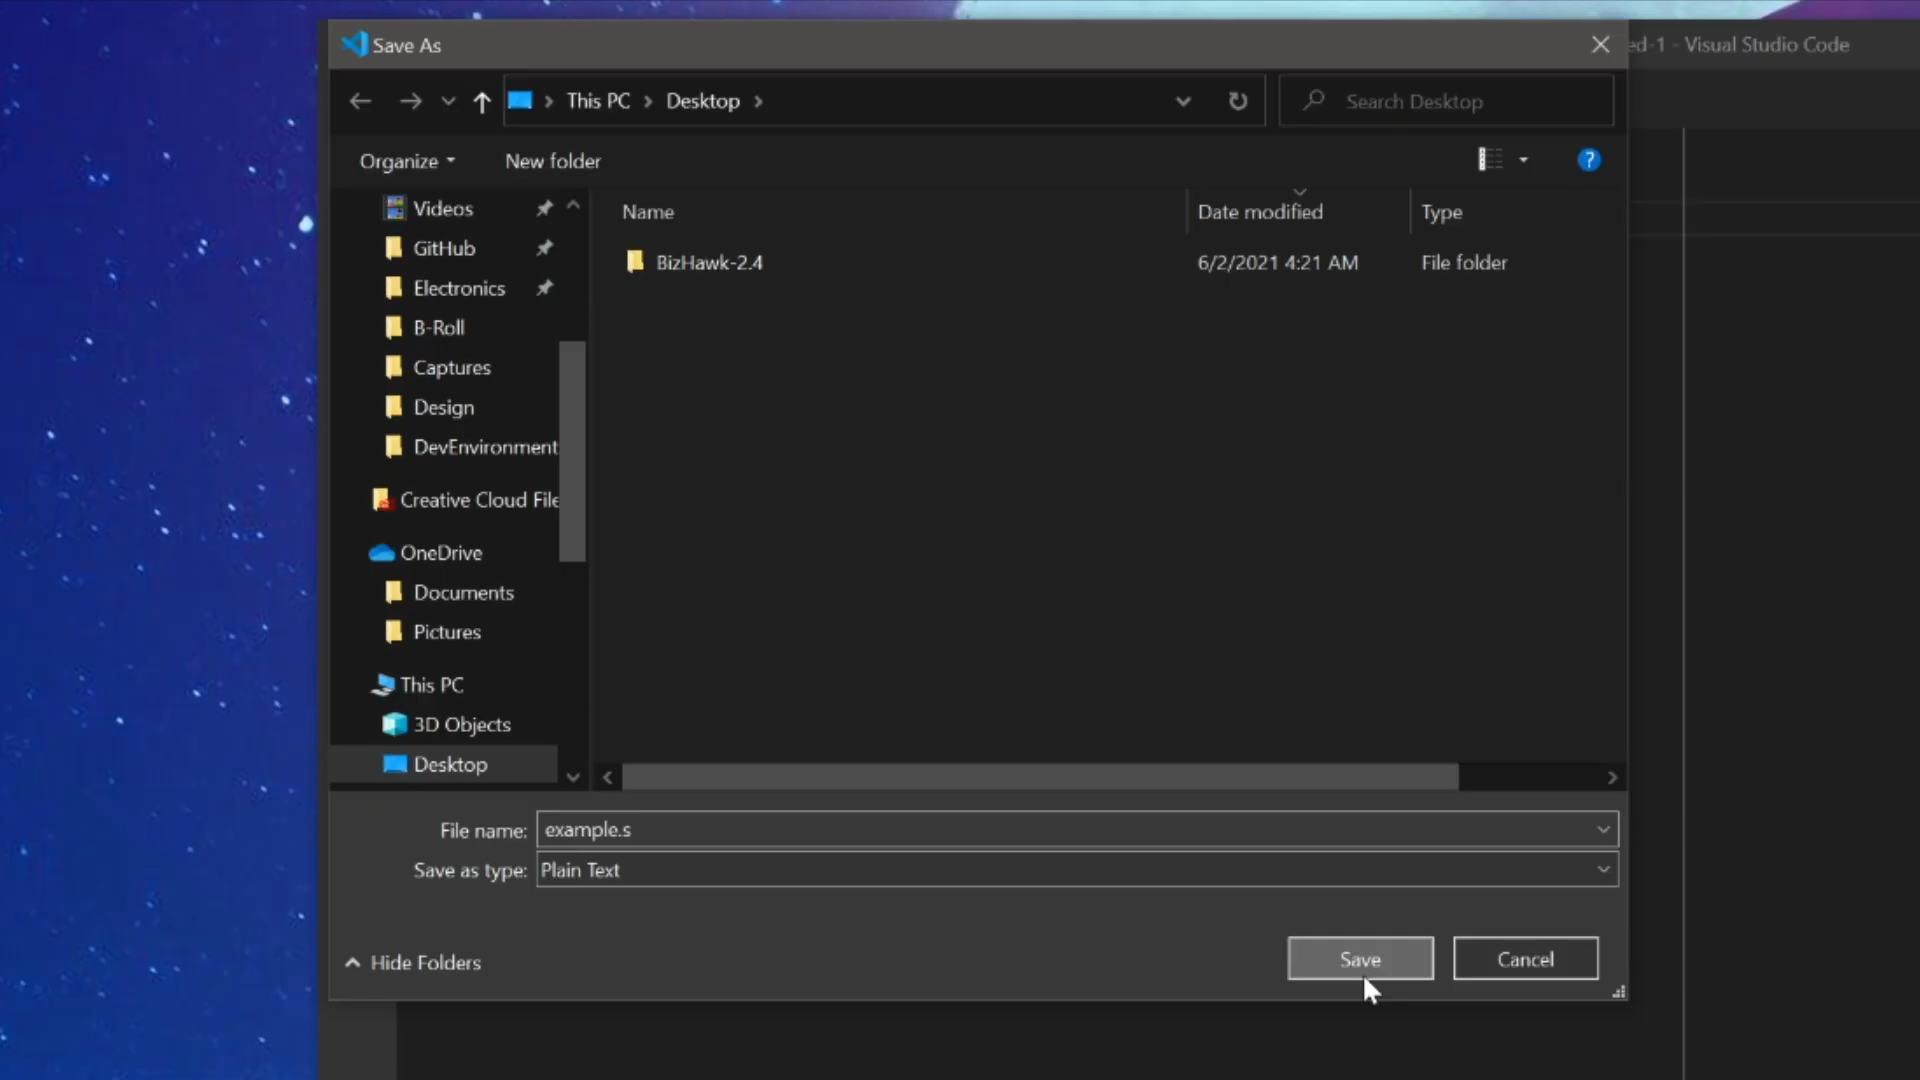 Save As
ed-1 - Visual Studio Code
This PC
Desktop
Search Desktop
Organize
New folder
?
Videos
GitHub
Electronics
B-Roll
Captures
Design
DevEnvironment
Creative Cloud File
OneDrive
Documents
Pictures
This PC
3D Objects
Desktop
Name
Date modified
Type
BizHawk-2.4
6/2/2021 4:21 AM
File folder
File name:
example.s
Save as type:
Plain Text
Hide Folders
Save
Cancel